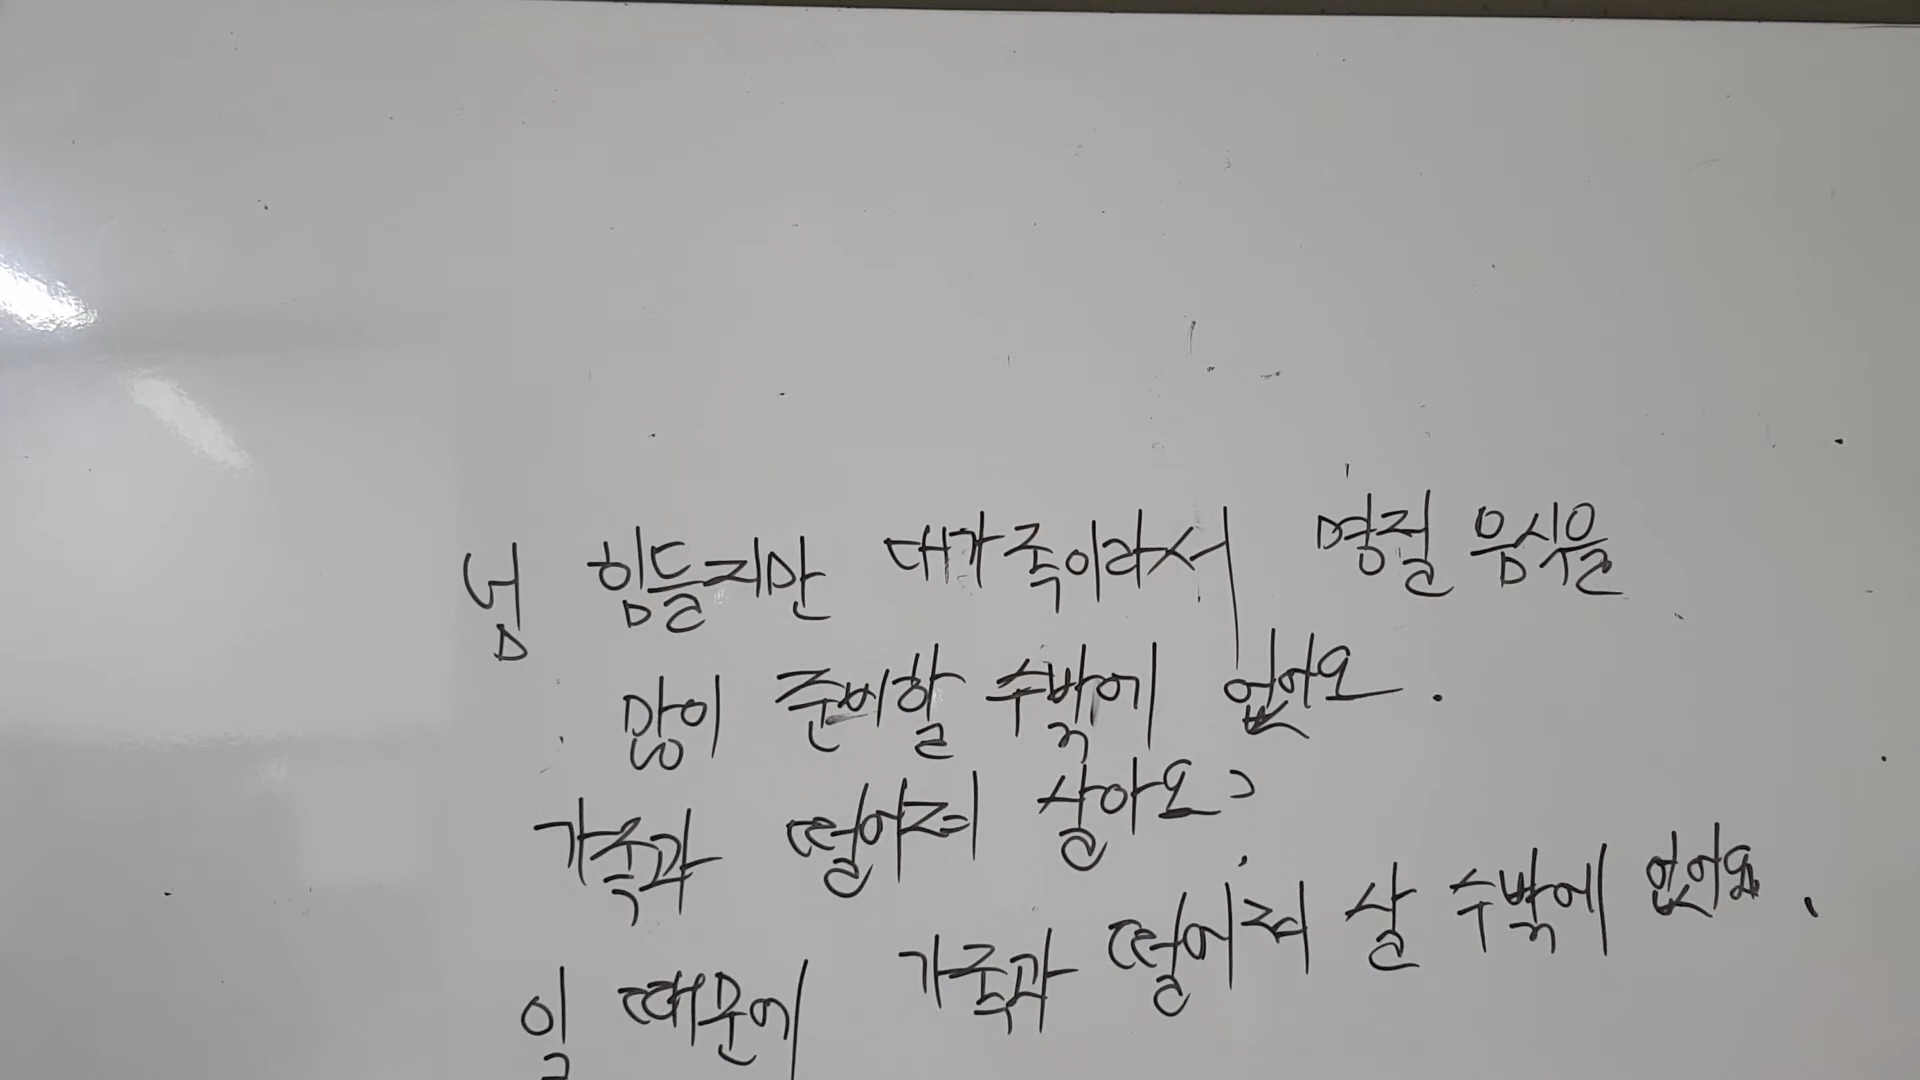 넘 힘들지만 대가족이라서 명절 음식을
많이 준비할 수밖에 없어요.
가족과 떨어져 살아요?
일 때문에 가족과 떨어져 살 수밖에 없어요.